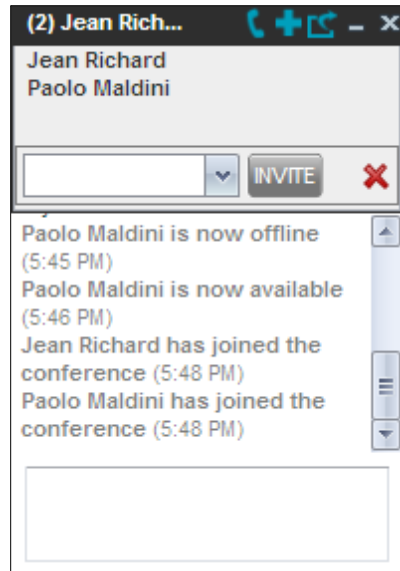 (2) Jean Rich...
Jean Richard
Paolo Maldini
INVITE
Paolo Maldini is now offline
(5:45 PM)
Paolo Maldini is now available
(5:46 PM)
Jean Richard has joined the
conference (5:48 PM)
Paolo Maldini has joined the
conference (5:48 PM)